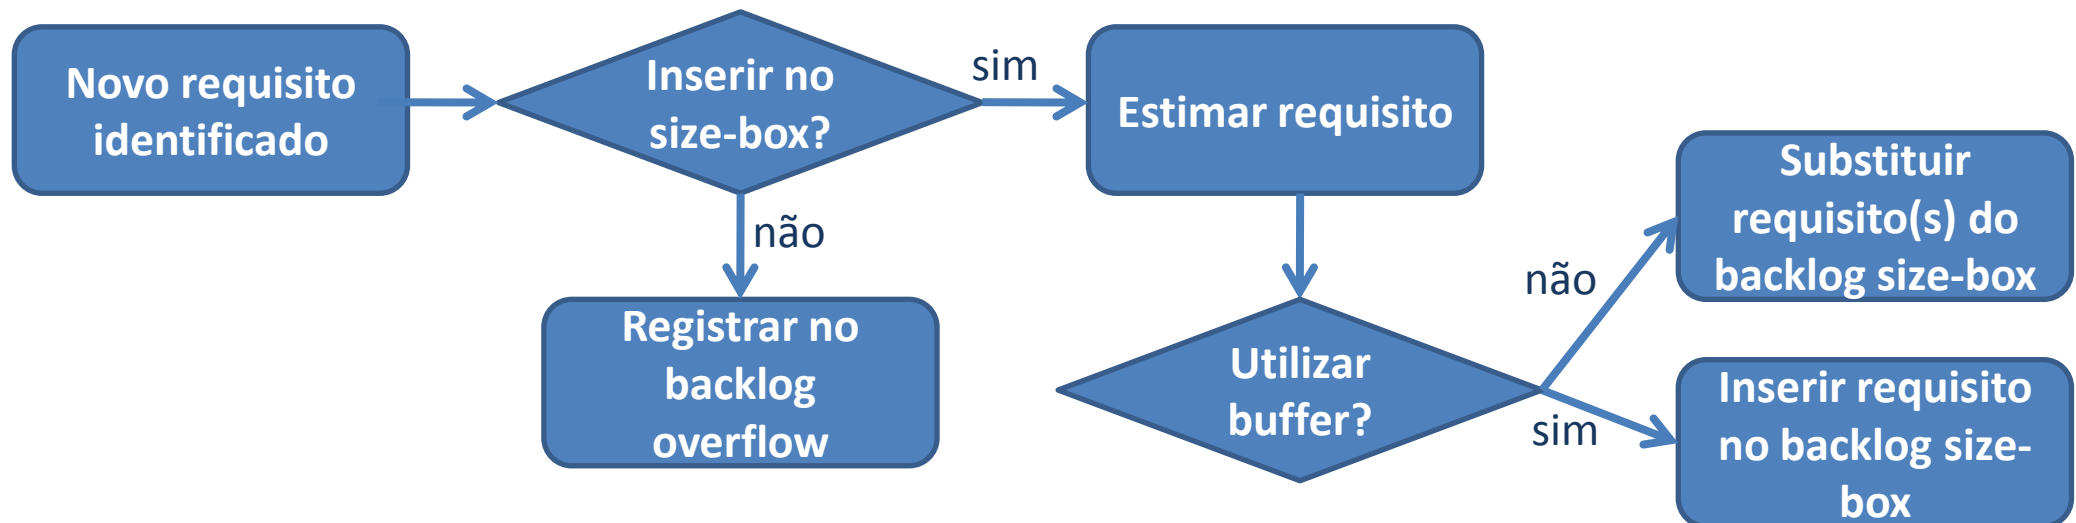 Novo requisito
identificado
Inserir no
size-box?
sim
Estimar requisito
não
Registrar no
backlog
overflow
Utilizar
buffer?
não
Substituir
requisito(s) do
backlog size-box
sim
Inserir requisito
no backlog size-
box